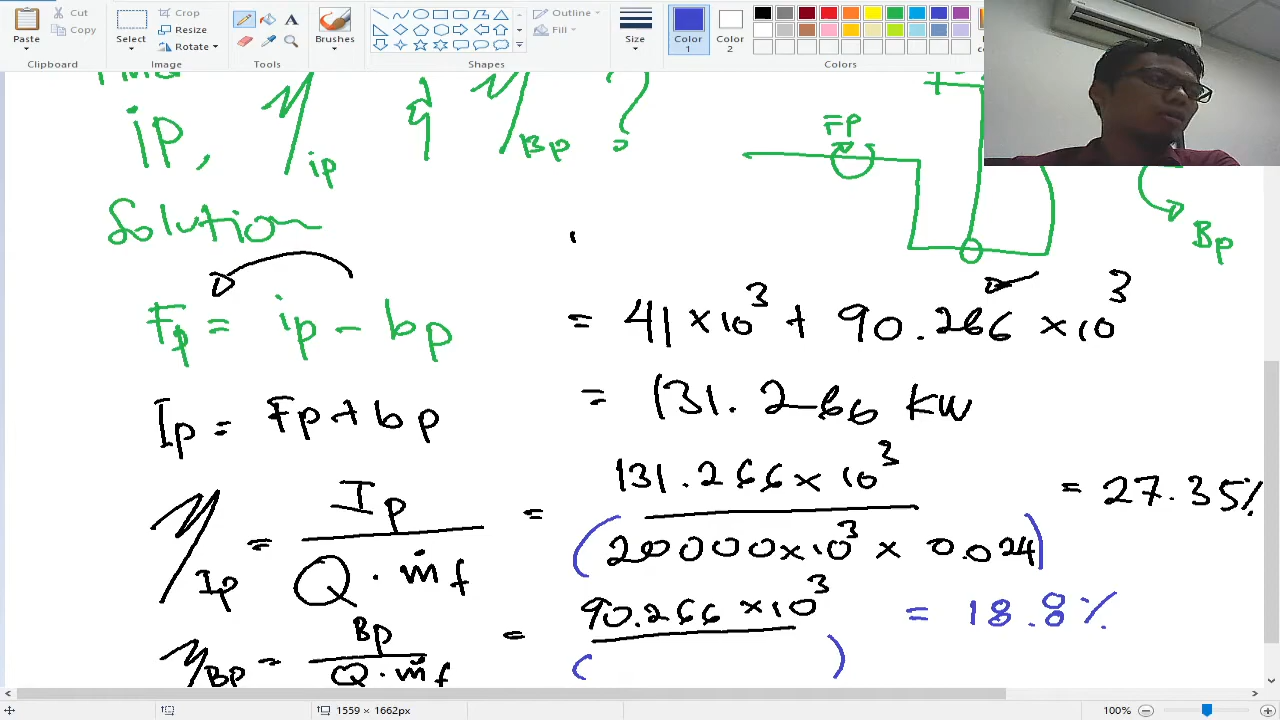 Cut
Copy
Paste
Clipboard
Select
Crop
Resize
Rotate
Image
A
Tools
Brushes
Outline
Fill
Shapes
Size
Color 1
Color 2
Colors
ip, η ip & η Bp ?
FP
Bp
Solution
Fp = ip - bp
= 41 × 10³ + 90.266 × 10³
Ip = Fp + bp
= 131.266 kW
η Ip = Ip / Q · ṁf = 131.266 × 10³ / (20000 × 10³ × 0.024) = 27.35%
η Bp = Bp / Q · ṁf = 90.266 × 10³ / ( ) = 18.8%
1559 × 1662px
100%